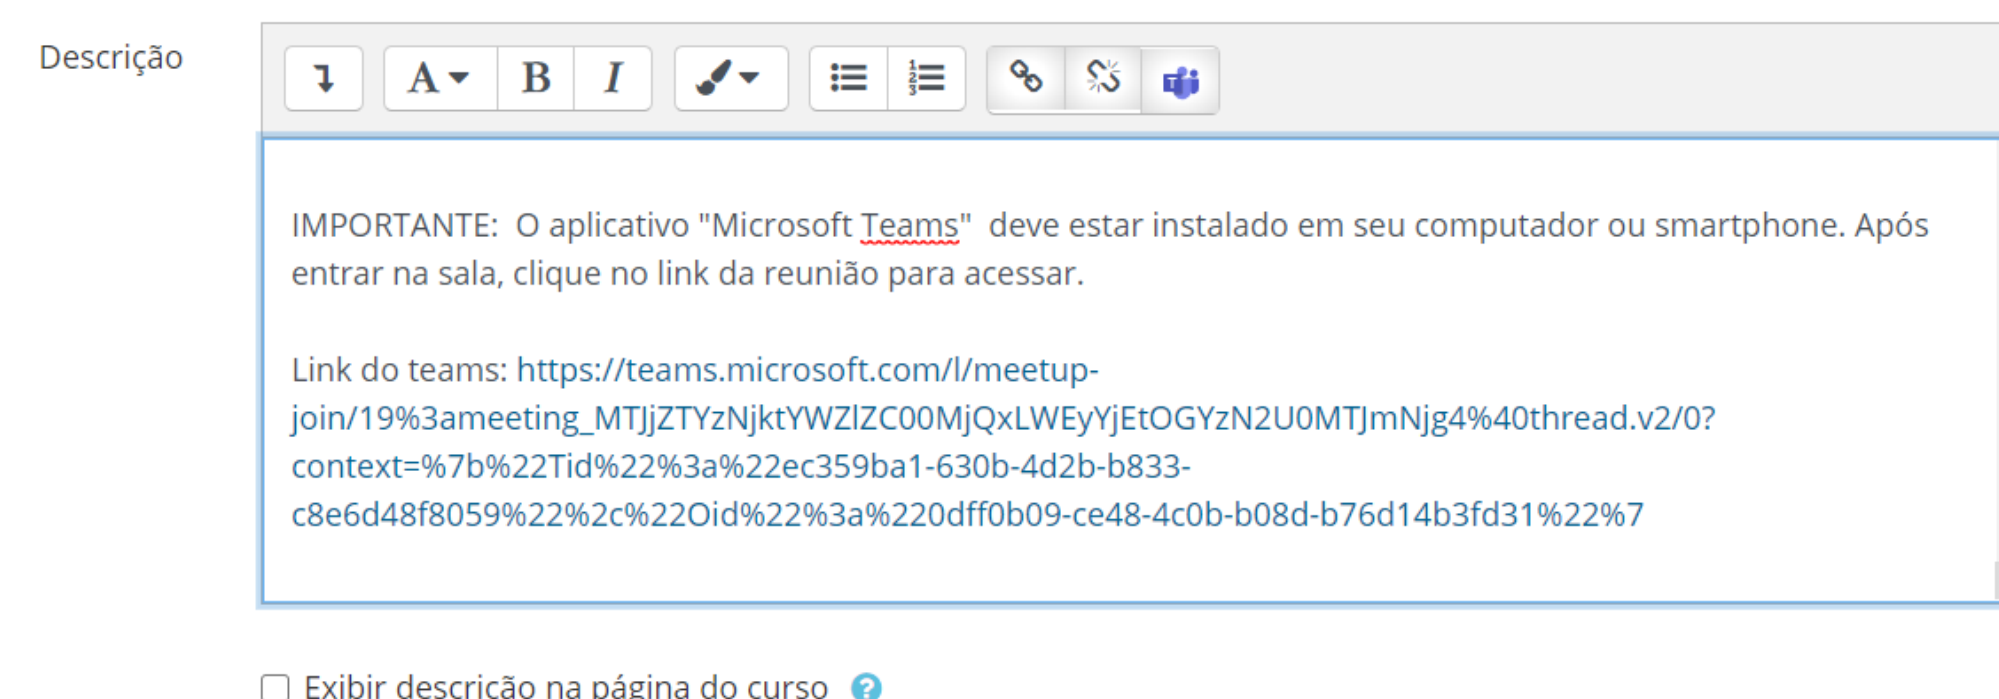 Descrição
A B I
IMPORTANTE:  O aplicativo "Microsoft Teams"  deve estar instalado em seu computador ou smartphone. Após
entrar na sala, clique no link da reunião para acessar.
Link do teams: https://teams.microsoft.com/l/meetup-
join/19%3ameeting_MTJjZTYzNjktYWZlZC00MjQxLWEyYjEtOGYzN2U0MTJmNjg4%40thread.v2/0?
context=%7b%22Tid%22%3a%22ec359ba1-630b-4d2b-b833-
c8e6d48f8059%22%2c%22Oid%22%3a%220dff0b09-ce48-4c0b-b08d-b76d14b3fd31%22%7
Exibir descrição na página do curso